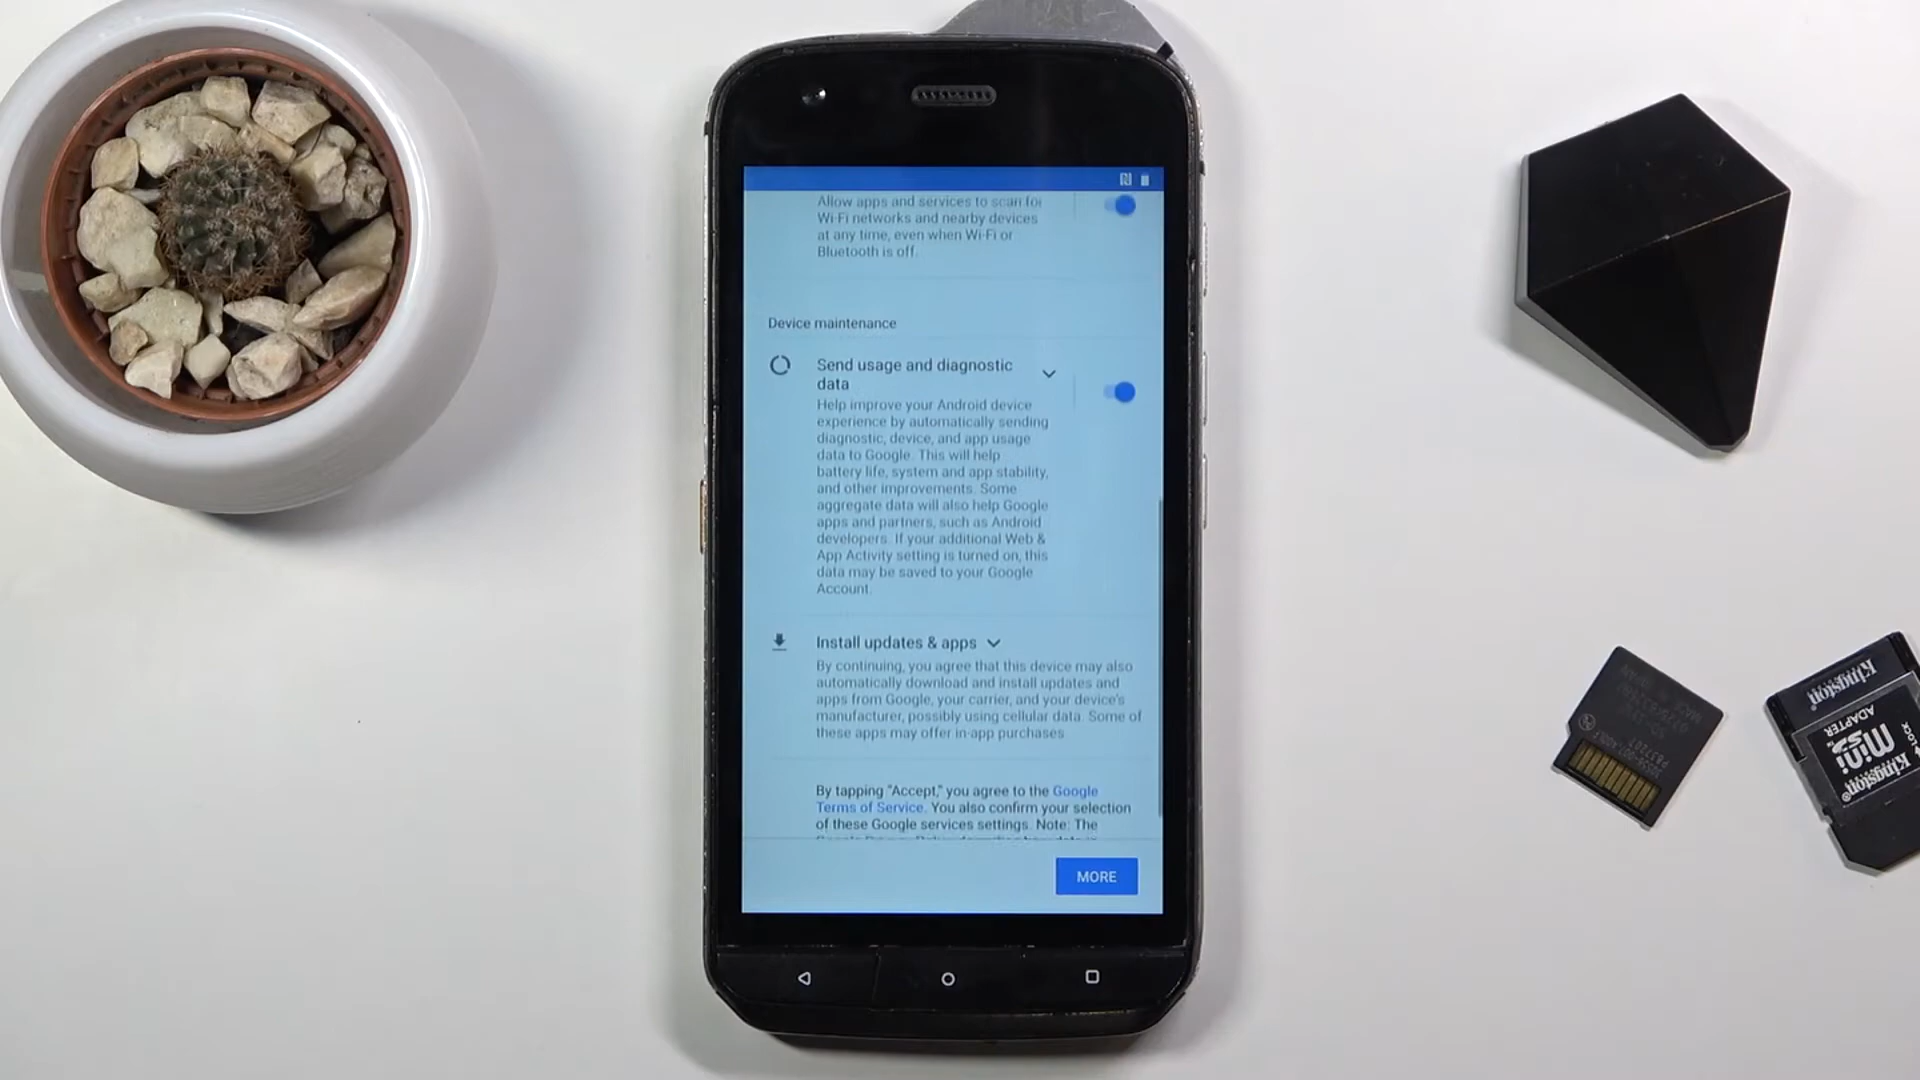 Allow apps and services to scan for
Wi-Fi networks and nearby devices
at any time, even when Wi-Fi or
Bluetooth is off.
Device maintenance
Send usage and diagnostic
data
Help improve your Android device
experience by automatically sending
diagnostic, device, and app usage
data to Google. This will help
battery life, system and app stability,
and other improvements. Some
aggregate data will also help Google
apps and partners, such as Android
developers. If your additional Web &
App Activity setting is turned on, this
data may be saved to your Google
Account.
Install updates & apps
By continuing, you agree that this device may also
automatically download and install updates and
apps from Google, your carrier, and your device's
manufacturer, possibly using cellular data. Some of
these apps may offer in-app purchases
By tapping "Accept," you agree to the Google
Terms of Service. You also confirm your selection
of these Google services settings. Note: The
MORE
Kingston
LOCK
ADAPTER
miniSD
Kingston